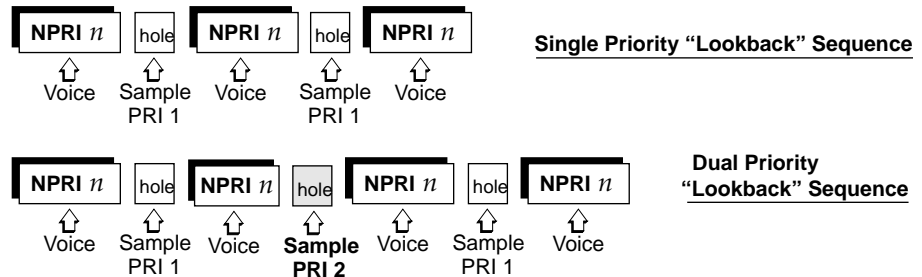 NPRI n hole NPRI n hole NPRI n
Single Priority “Lookback” Sequence
Voice Sample PRI 1 Voice Sample PRI 1 Voice
NPRI n hole NPRI n hole NPRI n hole NPRI n
Dual Priority
“Lookback” Sequence
Voice Sample PRI 1 Voice Sample PRI 2 Voice Sample PRI 1 Voice